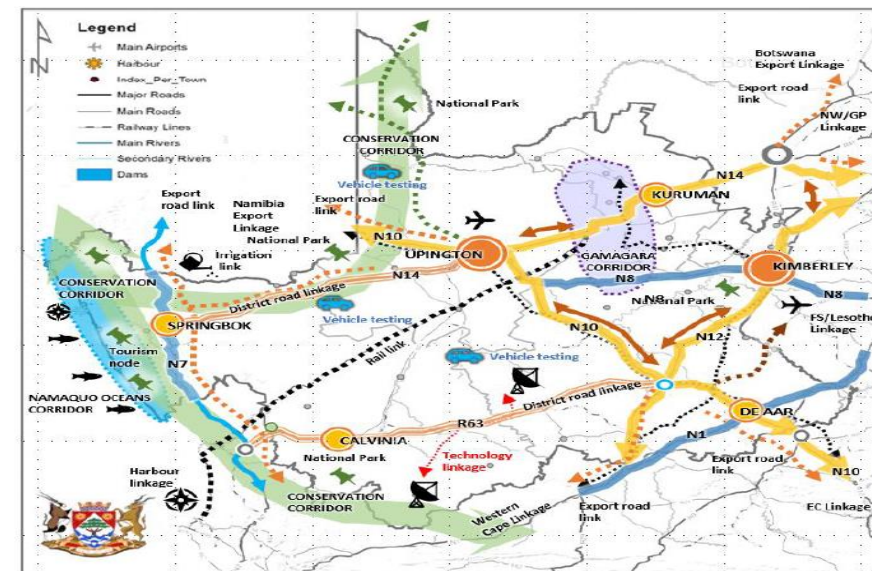 Legend
Main Airports
Harbour
Index_Per_Town
Major Roads
Main Roads
Railway Lines
Main Rivers
Secondary Rivers
Dams
N
National Park
CONSERVATION
CORRIDOR
Vehicle testing
Botswana
Export Linkage
Export road
link
NW/GP
Linkage
N14
KURUMAN
Export
road link
Namibia
Export
Linkage
National Park
Export road
link
N10
UPINGTON
Irrigation
link
GAMAGARA
CORRIDOR
N8
N8
KIMBERLEY
National Park
N8
FS/Lesotho
Linkage
CONSERVATION
CORRIDOR
N14
District road linkage
Vehicle testing
SPRINGBOK
Tourism
node
N7
NAMAQUO OCEANS
CORRIDOR
Rail link
Vehicle testing
N10
N12
District road linkage
R63
CALVINIA
National Park
Technology
linkage
DE AAR
N1
Export road
link
N10
EC Linkage
Harbour
linkage
CONSERVATION
CORRIDOR
Western
Cape Linkage
Export road
link